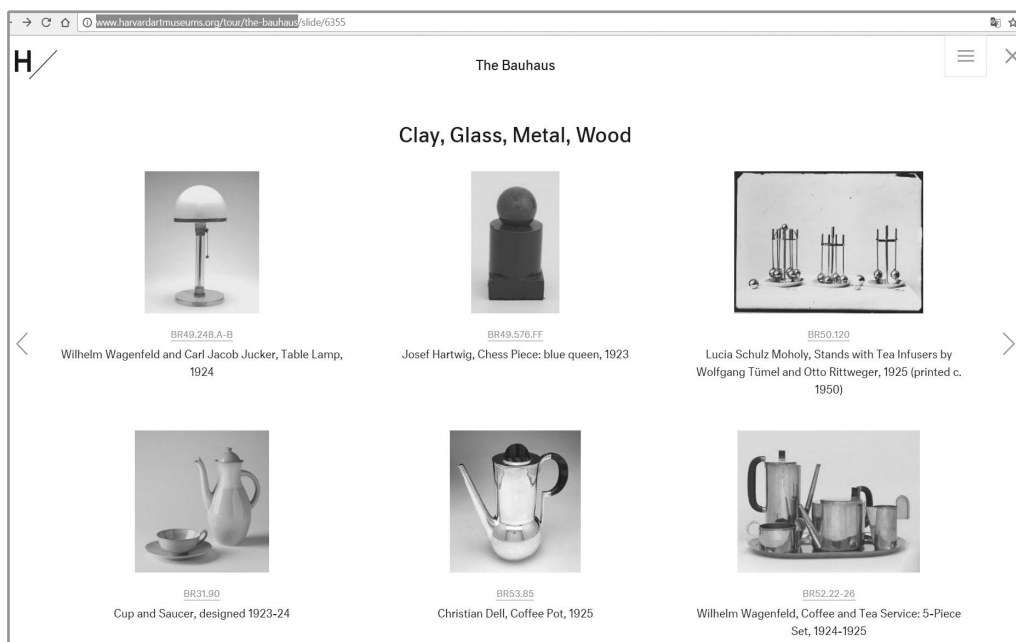 www.harvardartmuseums.org/tour/the-bauhaus/slide/6355
H
The Bauhaus
Clay, Glass, Metal, Wood
BR49.248.A-B
Wilhelm Wagenfeld and Carl Jacob Jucker, Table Lamp,
1924
BR49.576.FF
Josef Hartwig, Chess Piece: blue queen, 1923
BR50.120
Lucia Schulz Moholy, Stands with Tea Infusers by
Wolfgang Tümel and Otto Rittweger, 1925 (printed c.
1950)
BR31.90
Cup and Saucer, designed 1923-24
BR53.85
Christian Dell, Coffee Pot, 1925
BR52.22-26
Wilhelm Wagenfeld, Coffee and Tea Service: 5-Piece
Set, 1924-1925